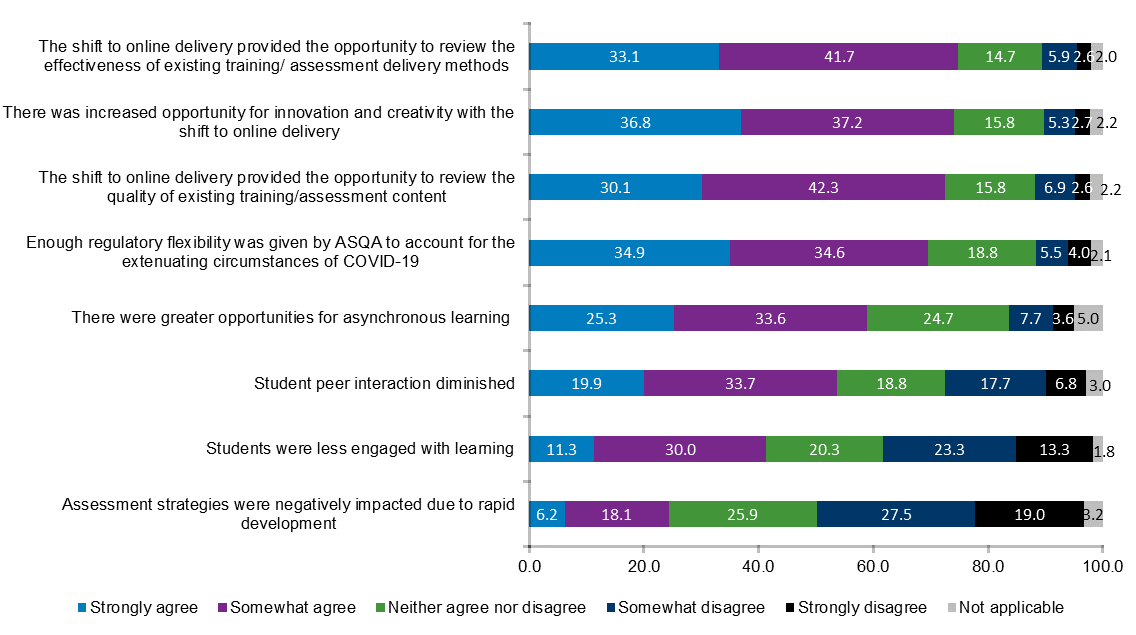 The shift to online delivery provided the opportunity to review the
effectiveness of existing training/ assessment delivery methods
33.1 41.7 14.7 5.9 2.6 2.0
There was increased opportunity for innovation and creativity with the
shift to online delivery
36.8 37.2 15.8 5.3 2.7 2.2
The shift to online delivery provided the opportunity to review the
quality of existing training/assessment content
30.1 42.3 15.8 6.9 2.6 2.2
Enough regulatory flexibility was given by ASQA to account for the
extenuating circumstances of COVID-19
34.9 34.6 18.8 5.5 4.0 2.1
There were greater opportunities for asynchronous learning
25.3 33.6 24.7 7.7 3.6 5.0
Student peer interaction diminished
19.9 33.7 18.8 17.7 6.8 3.0
Students were less engaged with learning
11.3 30.0 20.3 23.3 13.3 1.8
Assessment strategies were negatively impacted due to rapid
development
6.2 18.1 25.9 27.5 19.0 3.2
0.0 20.0 40.0 60.0 80.0 100.0
Strongly agree Somewhat agree Neither agree nor disagree Somewhat disagree Strongly disagree Not applicable